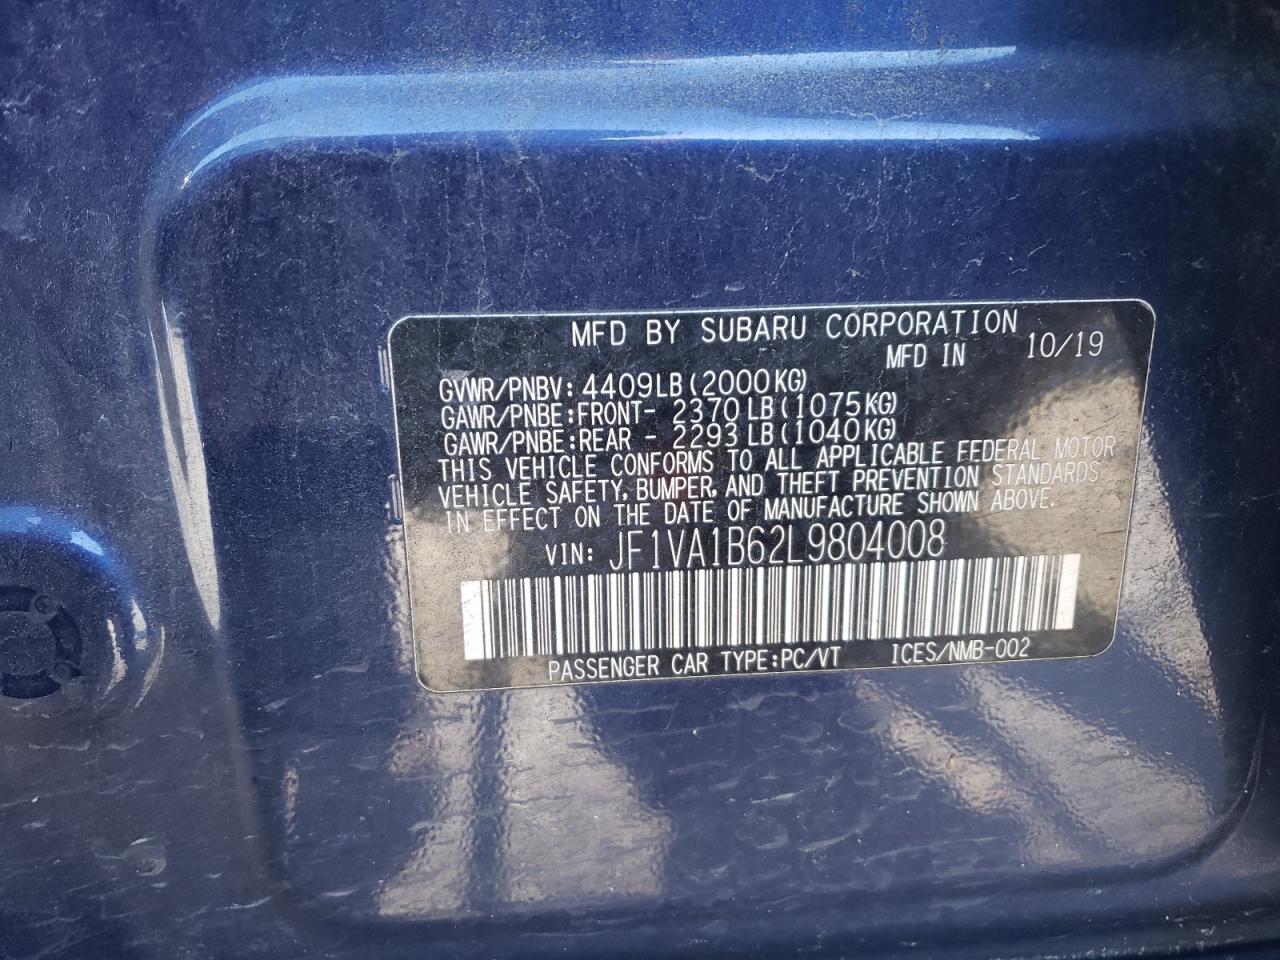 MFD BY SUBARU CORPORATION
MFD IN 10/19
GVWR/PNBV: 4409LB(2000KG)
GAWR/PNBE:FRONT- 2370LB(1075KG)
GAWR/PNBE:REAR - 2293LB(1040KG)
THIS VEHICLE CONFORMS TO ALL APPLICABLE FEDERAL MOTOR
VEHICLE SAFETY, BUMPER, AND THEFT PREVENTION STANDARDS
IN EFFECT ON THE DATE OF MANUFACTURE SHOWN ABOVE.
VIN: JF1VA1B62L9804008
PASSENGER CAR TYPE:PC/VT ICES/NMB-002